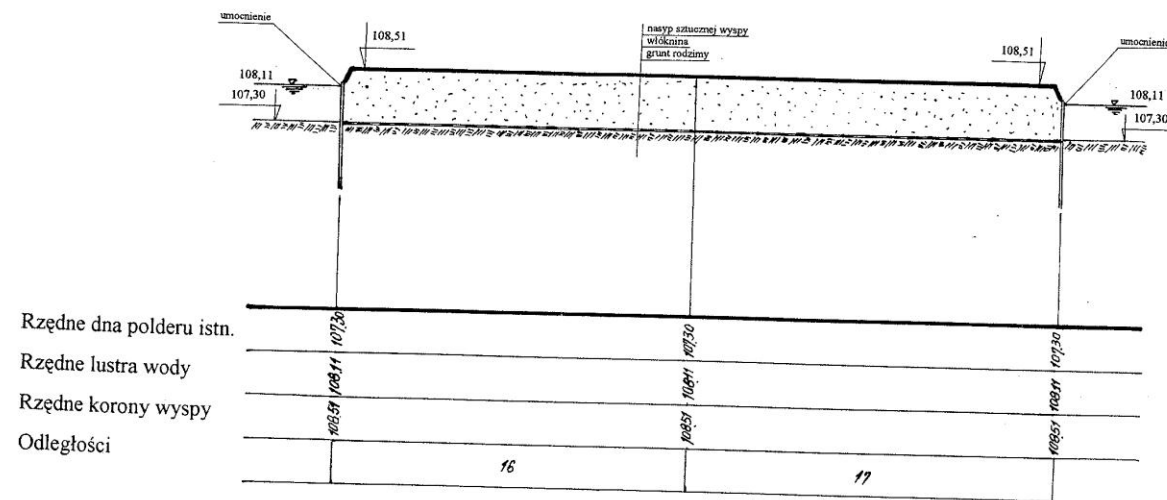 umocnienie
108,51
nasyp sztucznej wyspy
włóknina
grunt rodzimy
108,51
umocnienie
108,11
107,30
108,11
107,30
Rzędne dna polderu istn. 107,30 107,30 107,30
Rzędne lustra wody 108,11 108,11 108,11
Rzędne korony wyspy 108,51 108,51 108,51
Odległości 16 17